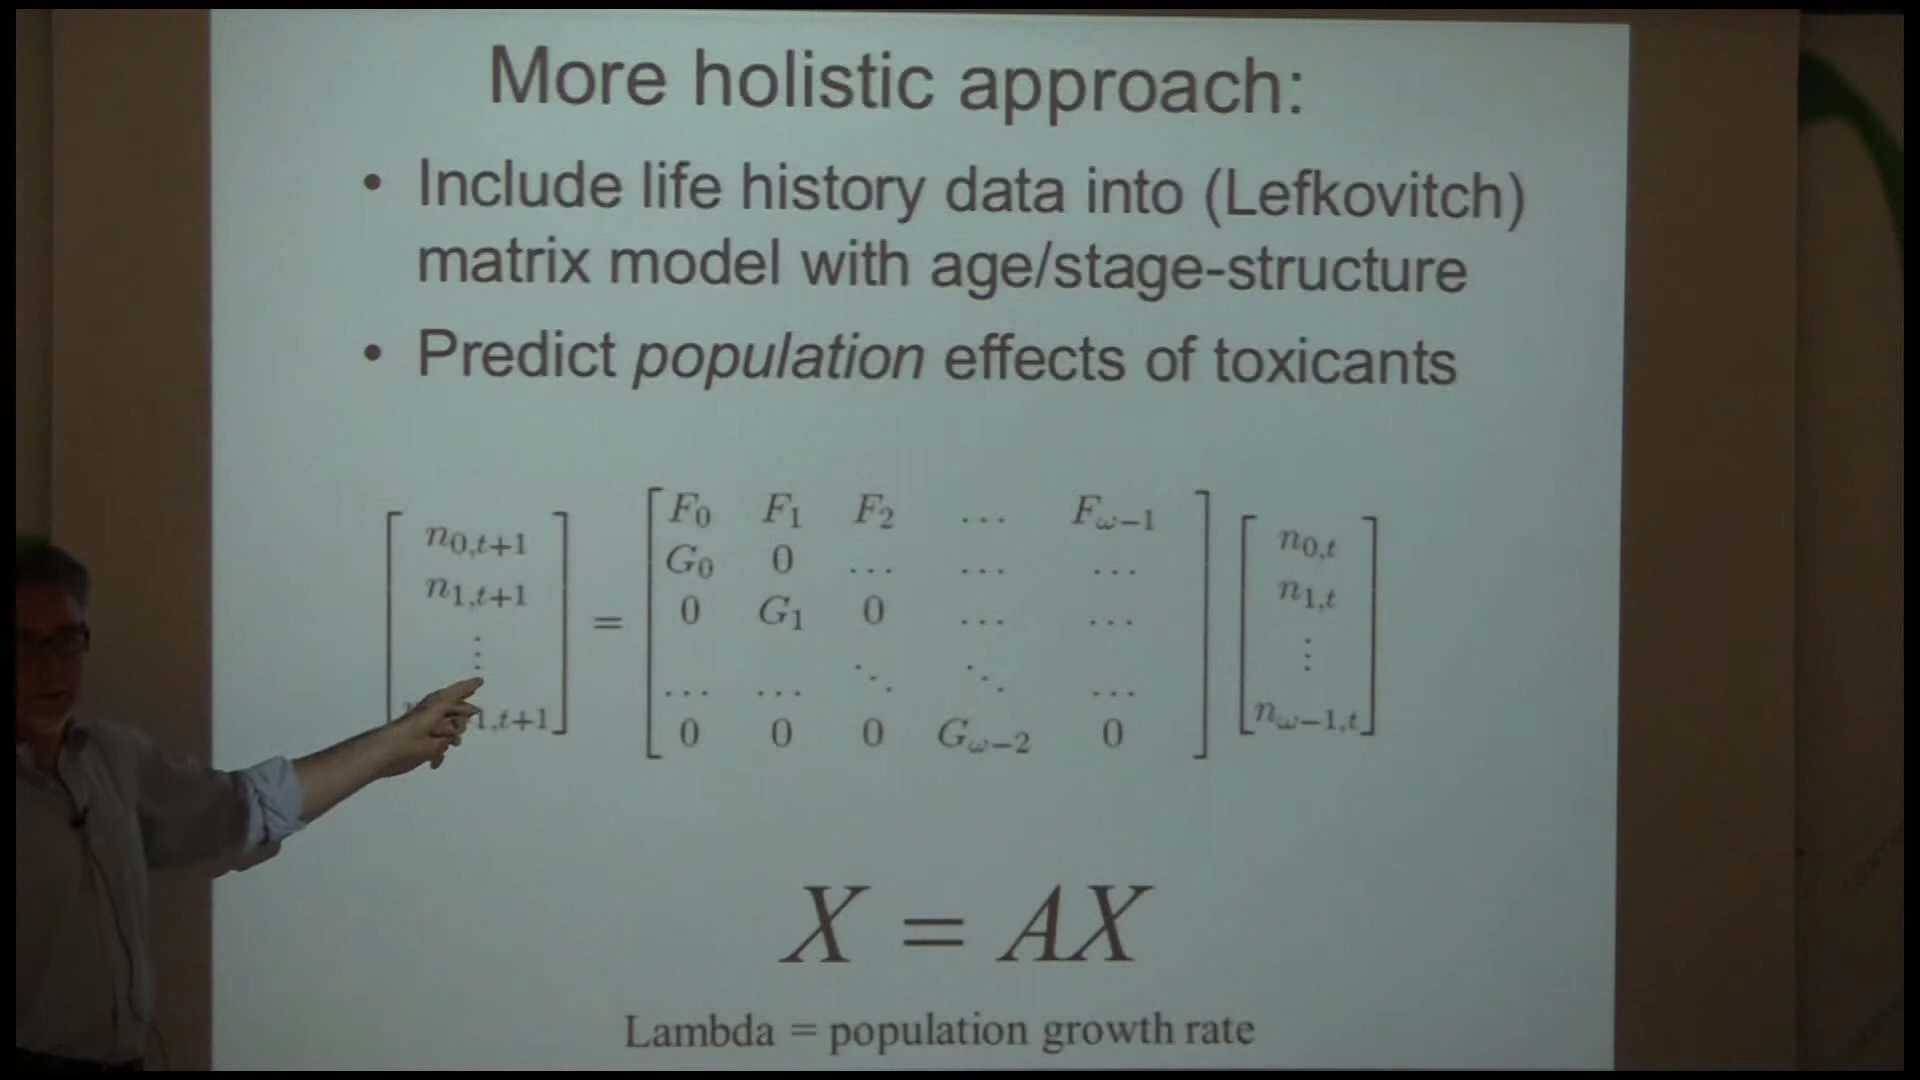 More holistic approach:
• Include life history data into (Lefkovitch)
matrix model with age/stage-structure
• Predict population effects of toxicants
n0,t+1
n1,t+1
⋮
1,t+1
=
F0 F1 F2 ... Fω−1
G0 0 ... ... ...
0 G1 0 ... ...
... ... ⋱ ⋱ ...
0 0 0 Gω−2 0
n0,t
n1,t
⋮
nω−1,t
X = AX
Lambda = population growth rate